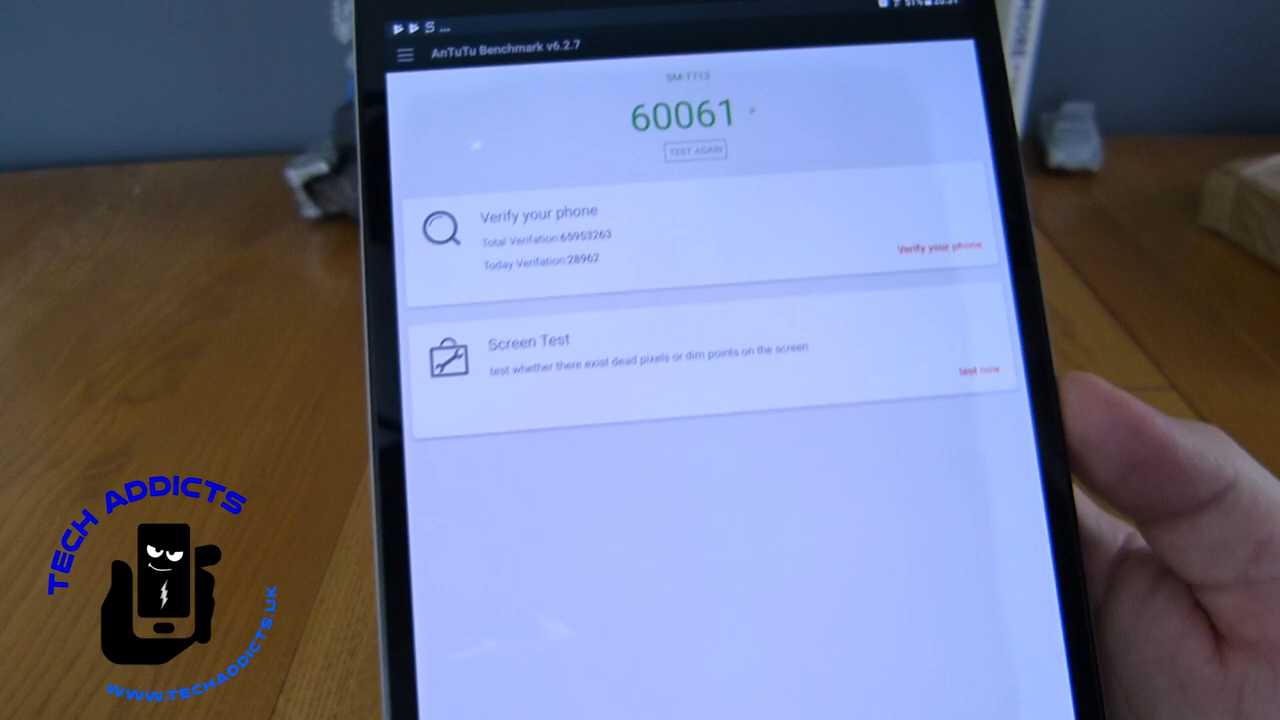 S ...
AnTuTu Benchmark v6.2.7
SM-T713
60061 >
TEST AGAIN
Verify your phone
Total Verifation:65953263
Today Verifation:28962
Verify your phone
Screen Test
test whether there exist dead pixels or dim points on the screen
test now
TECH ADDICTS
WWW.TECHADDICTS.UK